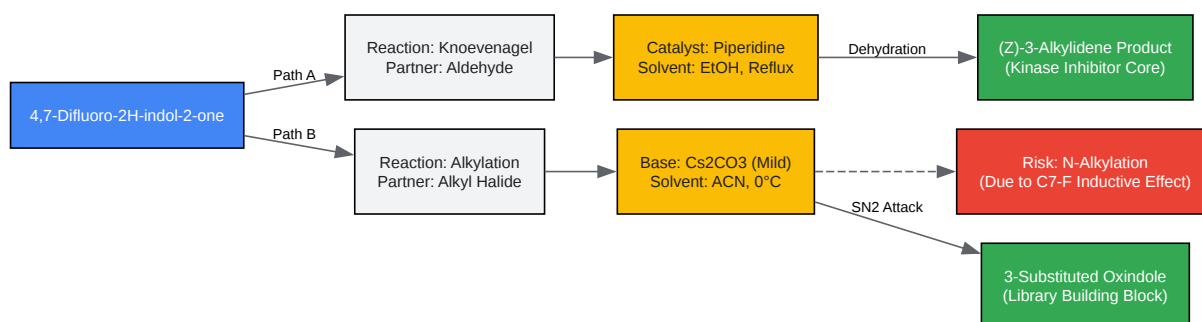 4,7-Difluoro-2H-indol-2-one
Path A
Reaction: Knoevenagel
Partner: Aldehyde
Catalyst: Piperidine
Solvent: EtOH, Reflux
Dehydration
(Z)-3-Alkylidene Product
(Kinase Inhibitor Core)
Path B
Reaction: Alkylation
Partner: Alkyl Halide
Base: Cs2CO3 (Mild)
Solvent: ACN, 0°C
Risk: N-Alkylation
(Due to C7-F Inductive Effect)
SN2 Attack
3-Substituted Oxindole
(Library Building Block)